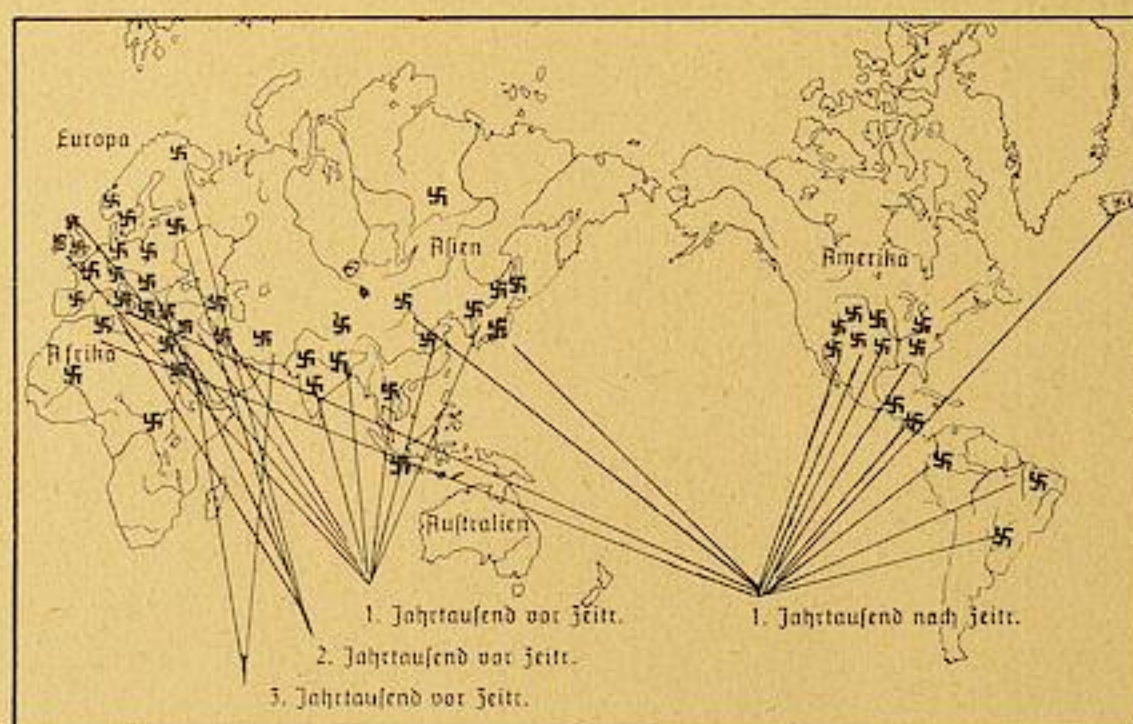 Europa
Asien
Amerika
Afrika
Australien
1. Jahrtausend vor Zeitr.
1. Jahrtausend nach Zeitr.
2. Jahrtausend vor Zeitr.
3. Jahrtausend vor Zeitr.